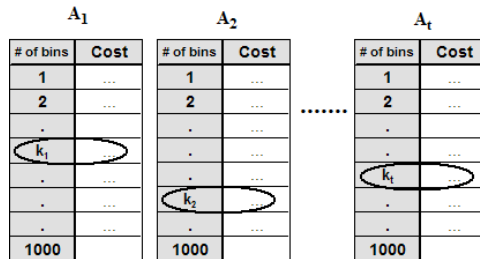 A1 A2 At
# of bins Cost # of bins Cost # of bins Cost
1 ... 1 ... 1 ...
2 ... 2 ... 2 ...
. ... . ... . ...
k1 ... . ... . ...
. ... . ... kt ...
. ... k2 ... . ...
. ... . ... . ...
1000 ... 1000 ... 1000 ...
.......